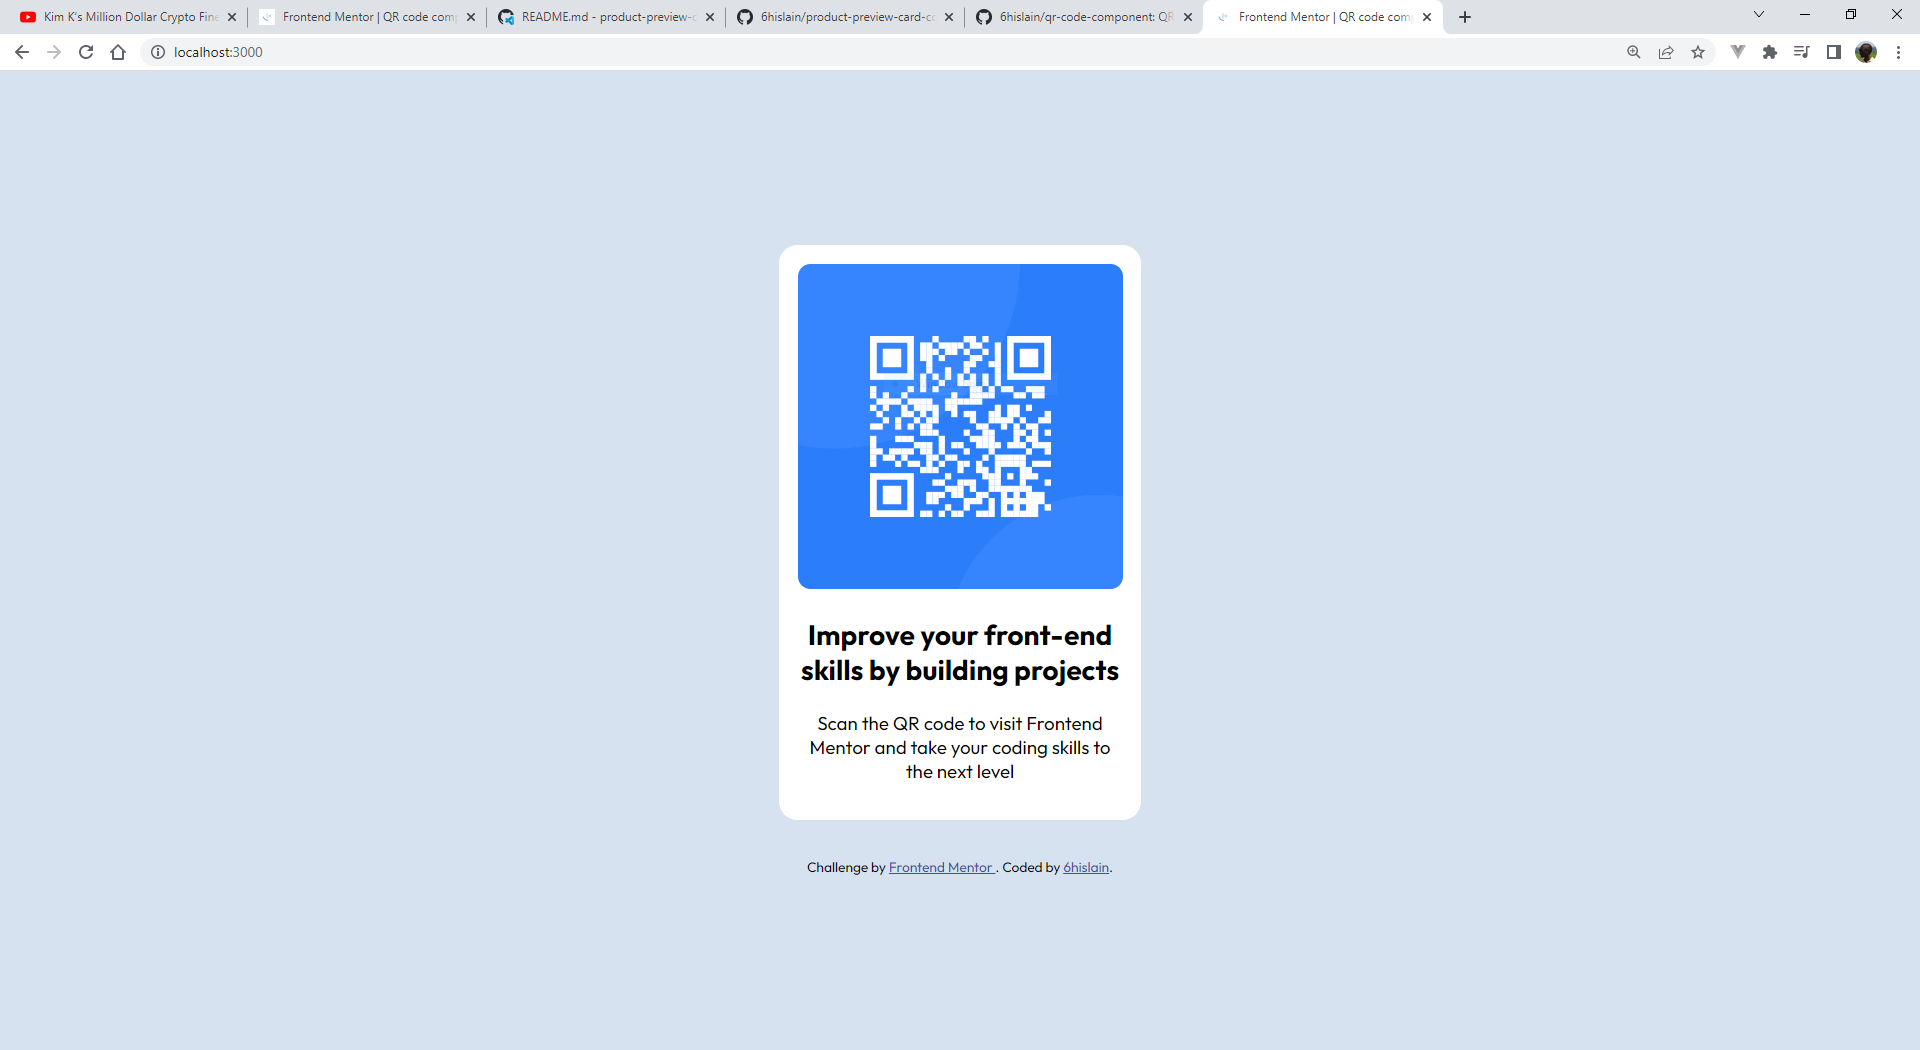 Kim K's Million Dollar Crypto Fine
Frontend Mentor | QR code comp
README.md - product-preview-c
6hislain/product-preview-card-co
6hislain/qr-code-component: QR
Frontend Mentor | QR code comp
localhost:3000
Improve your front-end
skills by building projects
Scan the QR code to visit Frontend
Mentor and take your coding skills to
the next level
Challenge by Frontend Mentor . Coded by 6hislain.